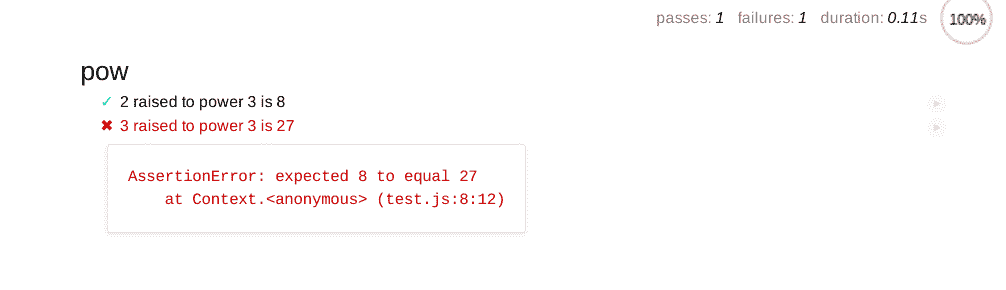 passes: 1 failures: 1 duration: 0.11s 100%
pow
✓ 2 raised to power 3 is 8
✖ 3 raised to power 3 is 27
AssertionError: expected 8 to equal 27
at Context.<anonymous> (test.js:8:12)